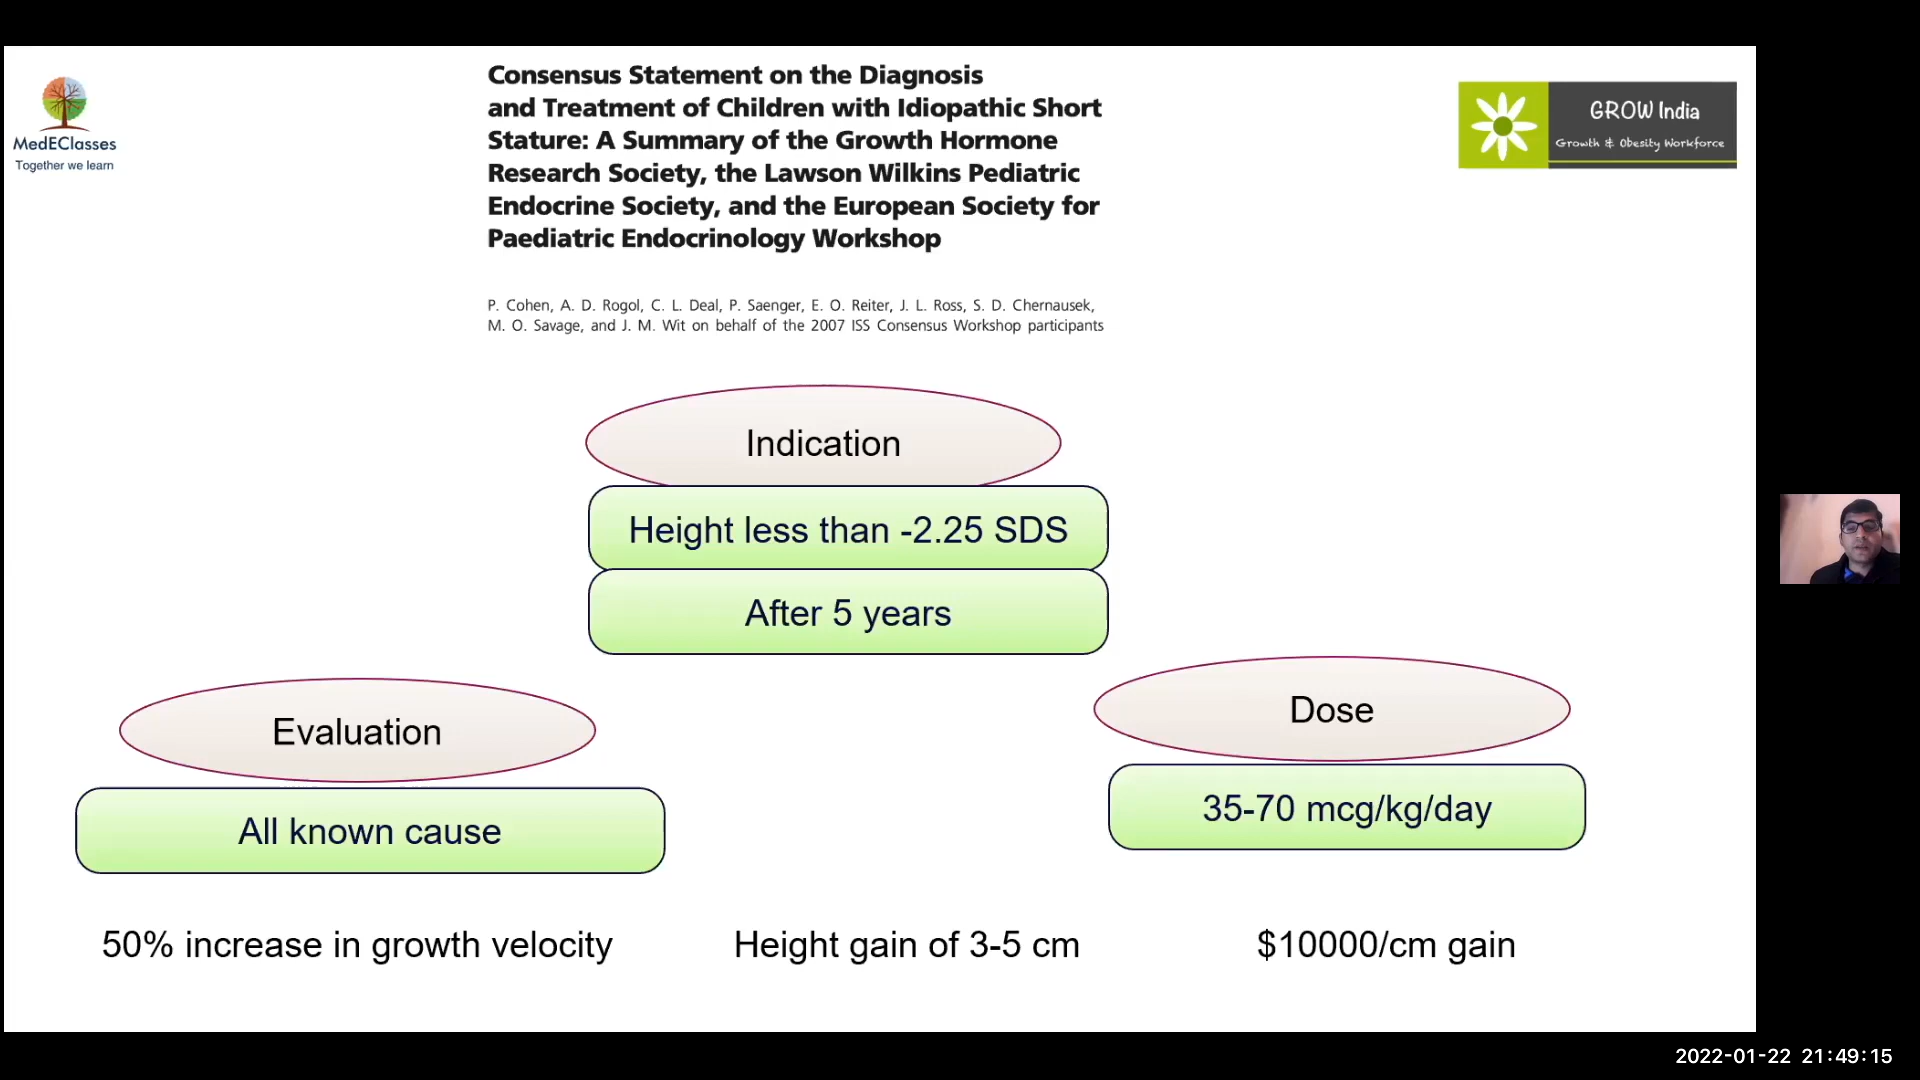 MedEClasses
Together we learn
Consensus Statement on the Diagnosis
and Treatment of Children with Idiopathic Short
Stature: A Summary of the Growth Hormone
Research Society, the Lawson Wilkins Pediatric
Endocrine Society, and the European Society for
Paediatric Endocrinology Workshop
GROW India
Growth & Obesity Workforce
P. Cohen, A. D. Rogol, C. L. Deal, P. Saenger, E. O. Reiter, J. L. Ross, S. D. Chernausek,
M. O. Savage, and J. M. Wit on behalf of the 2007 ISS Consensus Workshop participants
Indication
Height less than -2.25 SDS
After 5 years
Evaluation
All known cause
Dose
35-70 mcg/kg/day
50% increase in growth velocity
Height gain of 3-5 cm
$10000/cm gain
2022-01-22 21:49:15